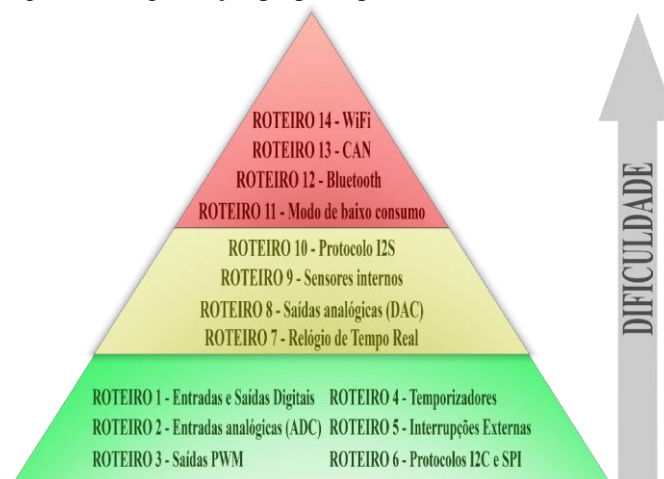 ROTEIRO 14 - WiFi
ROTEIRO 13 - CAN
ROTEIRO 12 - Bluetooth
ROTEIRO 11 - Modo de baixo consumo
ROTEIRO 10 - Protocolo I2S
ROTEIRO 9 - Sensores internos
ROTEIRO 8 - Saídas analógicas (DAC)
ROTEIRO 7 - Relógio de Tempo Real
ROTEIRO 1 - Entradas e Saídas Digitais
ROTEIRO 2 - Entradas analógicas (ADC)
ROTEIRO 3 - Saídas PWM
ROTEIRO 4 - Temporizadores
ROTEIRO 5 - Interrupções Externas
ROTEIRO 6 - Protocolos I2C e SPI
DIFICULDADE